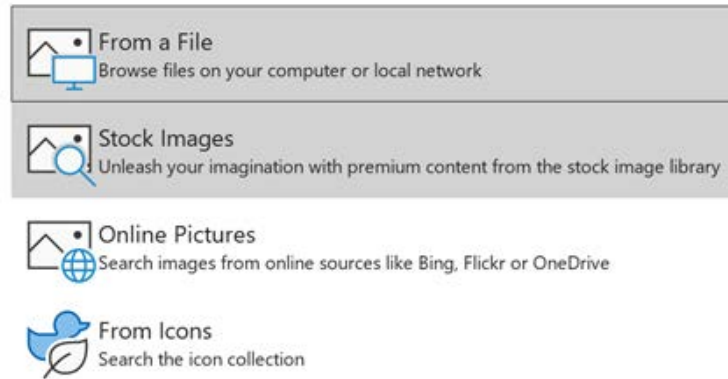 From a File
Browse files on your computer or local network
Stock Images
Unleash your imagination with premium content from the stock image library
Online Pictures
Search images from online sources like Bing, Flickr or OneDrive
From Icons
Search the icon collection